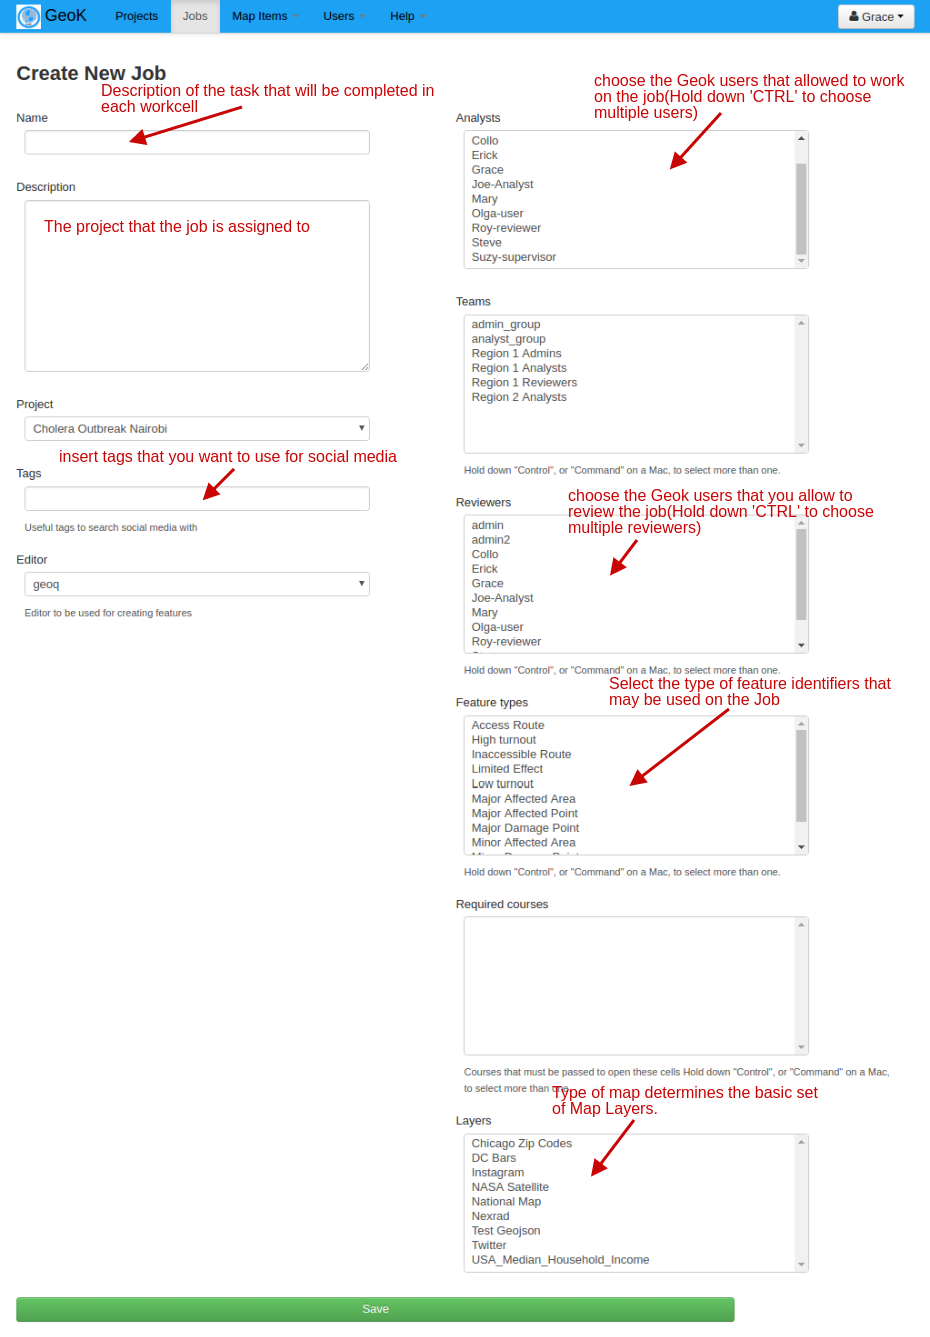 GeoK Projects Jobs Map Items Users Help Grace
Create New Job
Description of the task that will be completed in
each workcell
Name
Description
The project that the job is assigned to
Project
Cholera Outbreak Nairobi
insert tags that you want to use for social media
Tags
Useful tags to search social media with
Editor
geoq
Editor to be used for creating features
choose the Geok users that allowed to work
on the job(Hold down 'CTRL' to choose
multiple users)
Analysts
Collo
Erick
Grace
Joe-Analyst
Mary
Olga-user
Roy-reviewer
Steve
Suzy-supervisor
Teams
admin_group
analyst_group
Region 1 Admins
Region 1 Analysts
Region 1 Reviewers
Region 2 Analysts
Hold down "Control", or "Command" on a Mac, to select more than one.
choose the Geok users that you allow to
review the job(Hold down 'CTRL' to choose
multiple reviewers)
Reviewers
admin
admin2
Collo
Erick
Grace
Joe-Analyst
Mary
Olga-user
Roy-reviewer
Hold down "Control", or "Command" on a Mac, to select more than one.
Select the type of feature identifiers that
may be used on the Job
Feature types
Access Route
High turnout
Inaccessible Route
Limited Effect
Low turnout
Major Affected Area
Major Affected Point
Major Damage Point
Minor Affected Area
Hold down "Control", or "Command" on a Mac, to select more than one.
Required courses
Courses that must be passed to open these cells Hold down "Control", or "Command" on a Mac,
to select more than one.
Type of map determines the basic set
of Map Layers.
Layers
Chicago Zip Codes
DC Bars
Instagram
NASA Satellite
National Map
Nexrad
Test Geojson
Twitter
USA_Median_Household_Income
Save